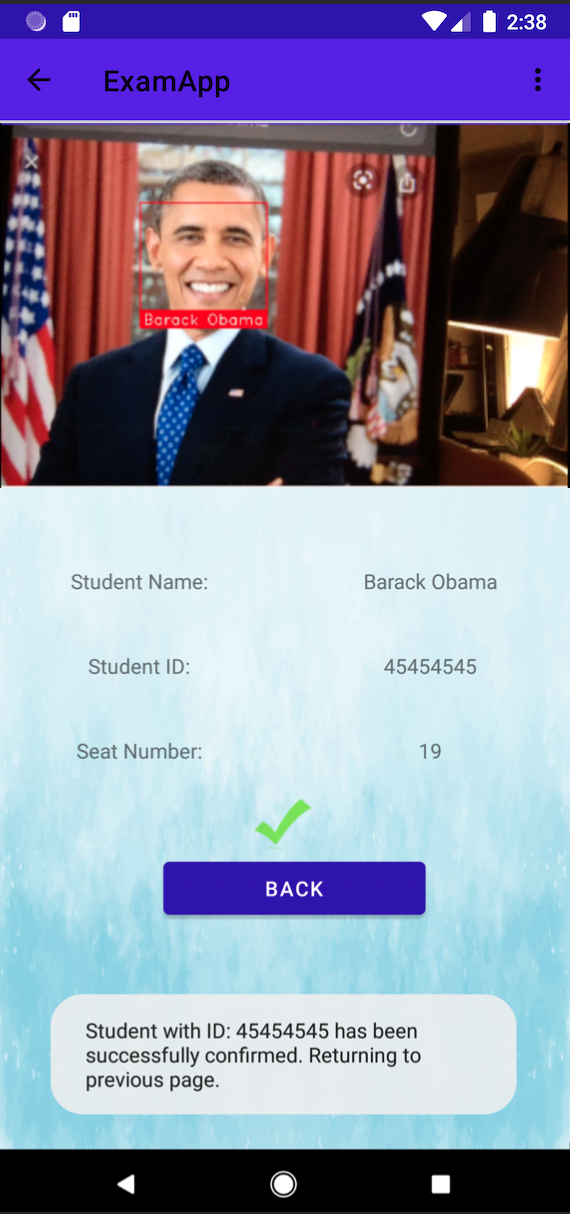 2:38
ExamApp
Barack Obama
Student Name: Barack Obama
Student ID: 45454545
Seat Number: 19
BACK
Student with ID: 45454545 has been
successfully confirmed. Returning to
previous page.